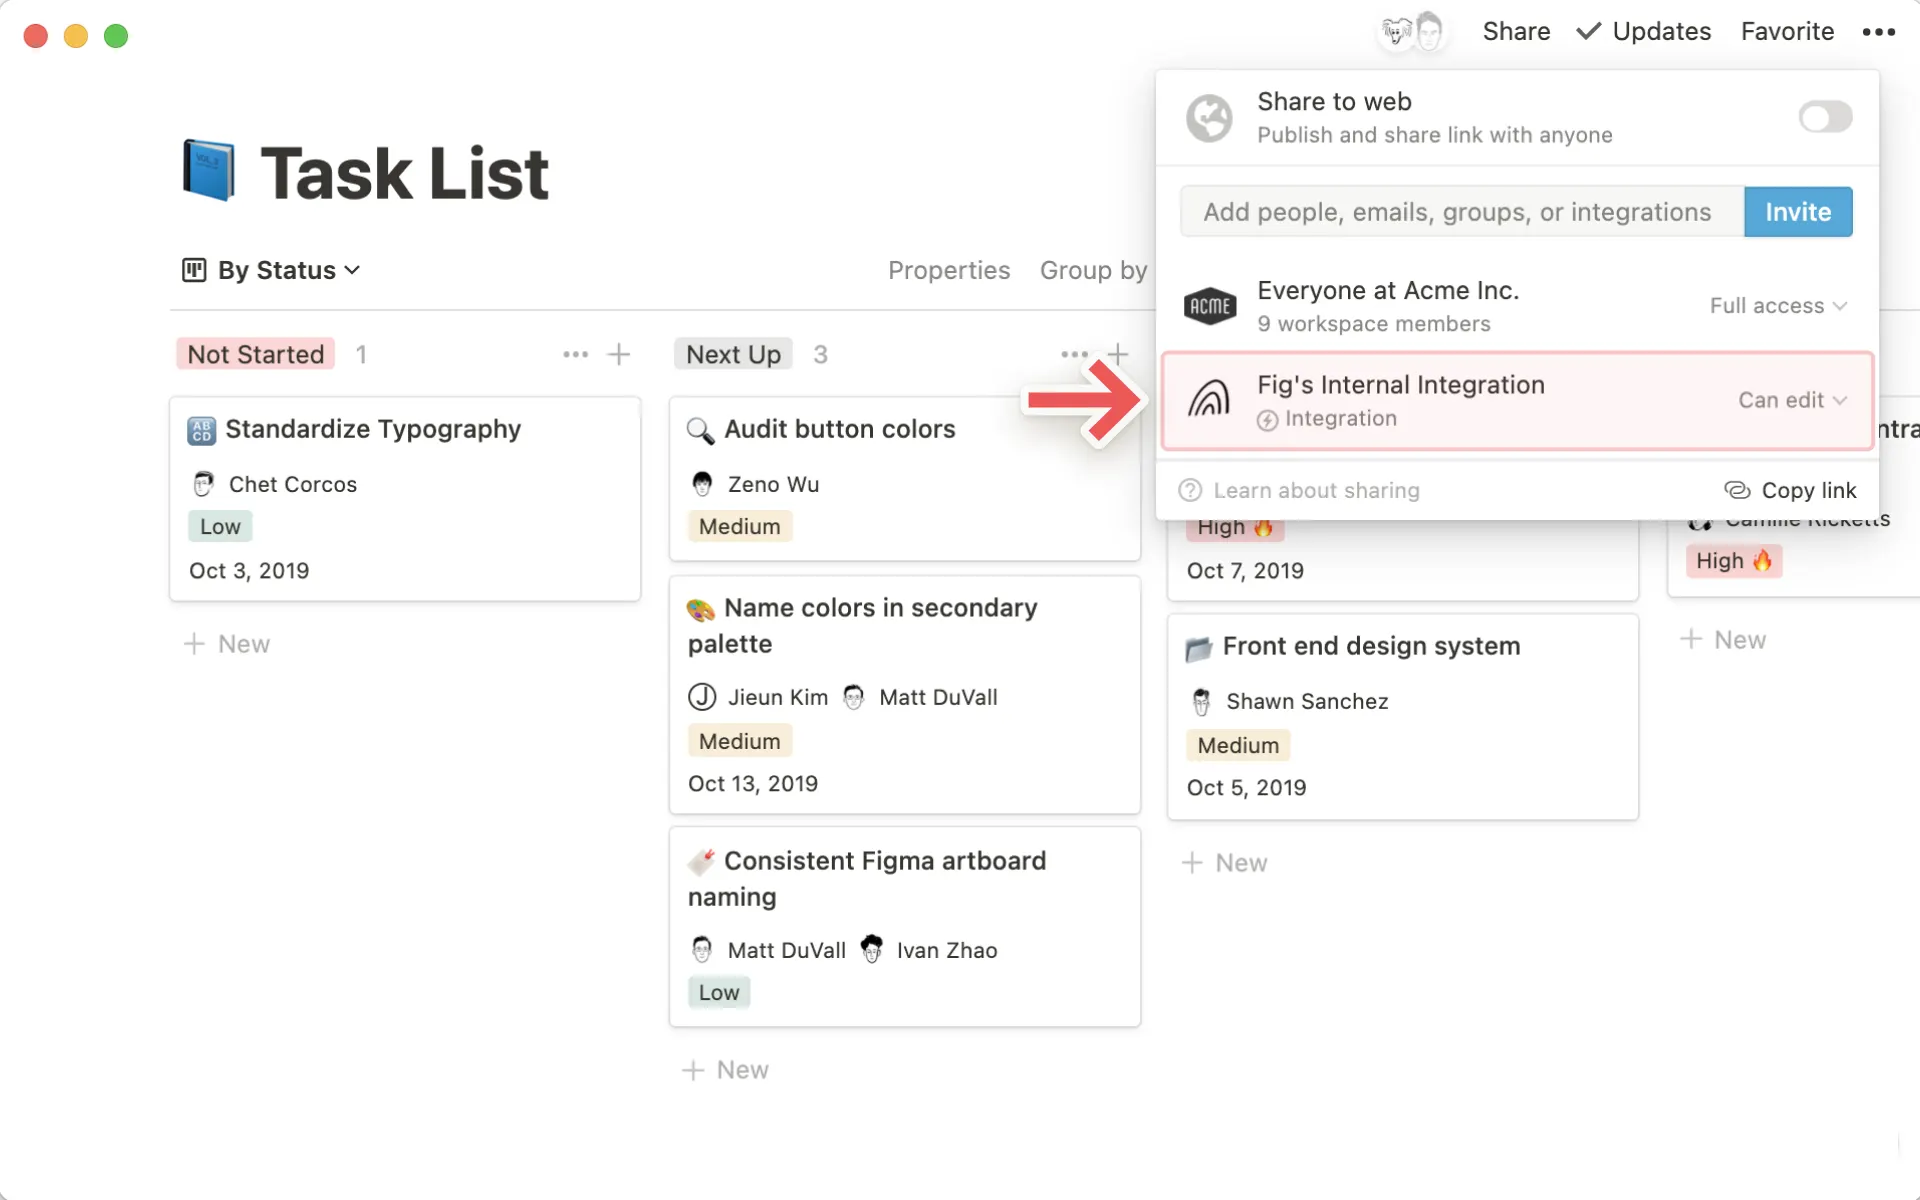 Share
Updates
Favorite
Share to web
Publish and share link with anyone
Task List
Add people, emails, groups, or integrations
Invite
By Status
Properties
Group by
ACME
Everyone at Acme Inc.
9 workspace members
Full access
Not Started 1
Next Up 3
Fig's Internal Integration
Integration
Can edit
Learn about sharing
Copy link
Standardize Typography
Chet Corcos
Low
Oct 3, 2019
New
Audit button colors
Zeno Wu
Medium
Name colors in secondary
palette
Jieun Kim Matt DuVall
Medium
Oct 13, 2019
Consistent Figma artboard
naming
Matt DuVall Ivan Zhao
Low
New
High
Oct 7, 2019
Front end design system
Shawn Sanchez
Medium
Oct 5, 2019
New
Camille Ricketts
High
New